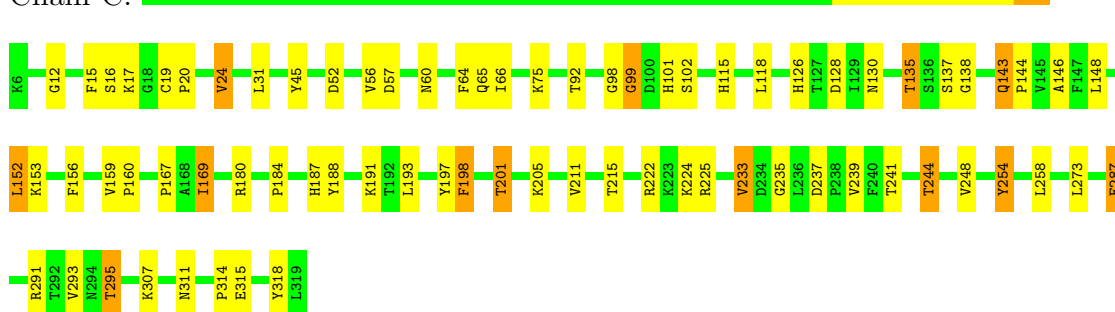 K6 G12 F15 S16 K17 G18 C19 P20 V24 L31 Y45 D52 V56 D57 N60 F64 Q65 I66 K75 T92 G98 G99 D100 H101 S102 H115 L118 H126 T127 D128 I129 N130 T135 S136 S137 G138 Q143 P144 V145 A146 F147 L148
L152 K153 F156 V159 P160 P167 A168 I169 R180 P184 H187 Y188 K191 T192 L193 Y197 F198 T201 K205 V211 T215 R222 K223 K224 R225 V233 D234 G235 L236 D237 P238 V239 F240 T241 T244 V248 Y254 L258 L273
R291 T292 V293 N294 T295 K307 N311 P314 E315 Y318 L319